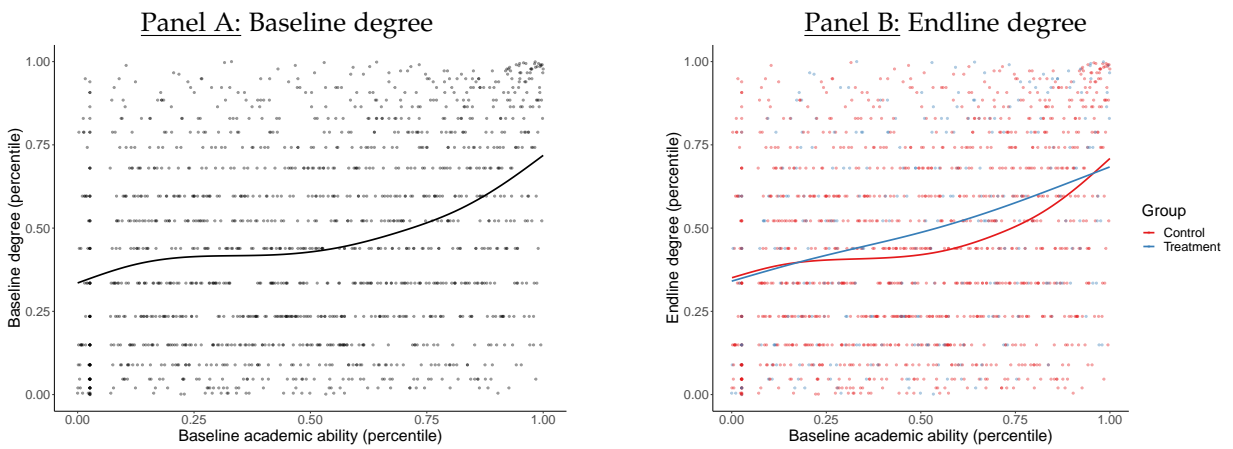 Panel A: Baseline degree
1.00
0.75
0.50
0.25
0.00
Baseline degree (percentile)
0.00 0.25 0.50 0.75 1.00
Baseline academic ability (percentile)
Panel B: Endline degree
1.00
0.75
0.50
0.25
0.00
Endline degree (percentile)
0.00 0.25 0.50 0.75 1.00
Baseline academic ability (percentile)
Group
Control
Treatment